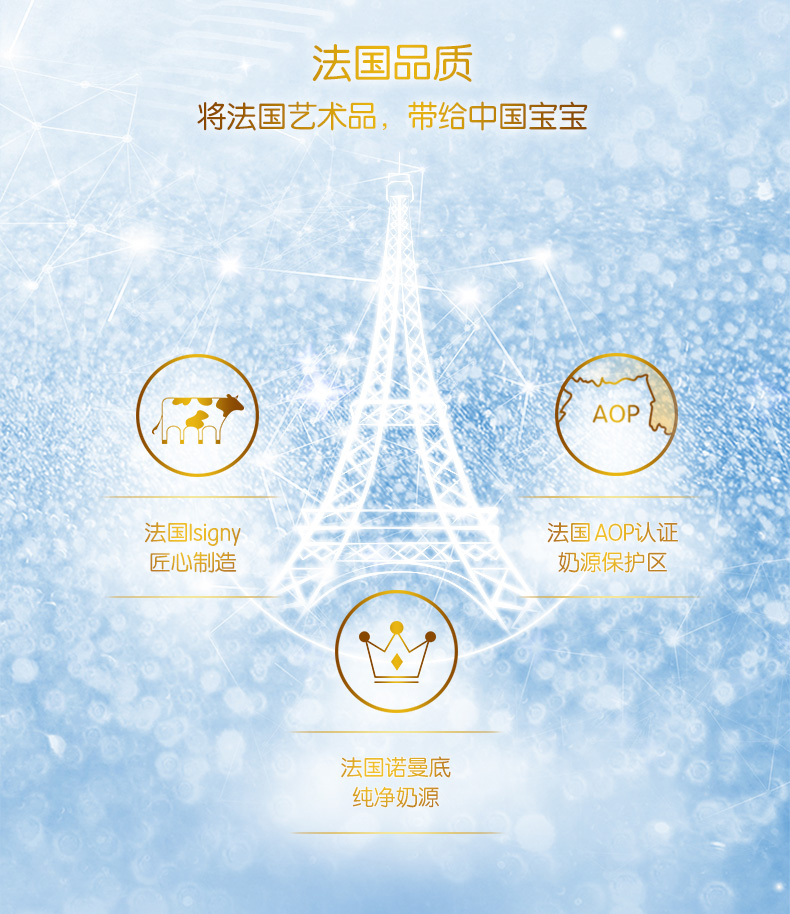 法国品质
将法国艺术品，带给中国宝宝
AOP
法国Isigny
匠心制造
法国AOP认证
奶源保护区
法国诺曼底
纯净奶源